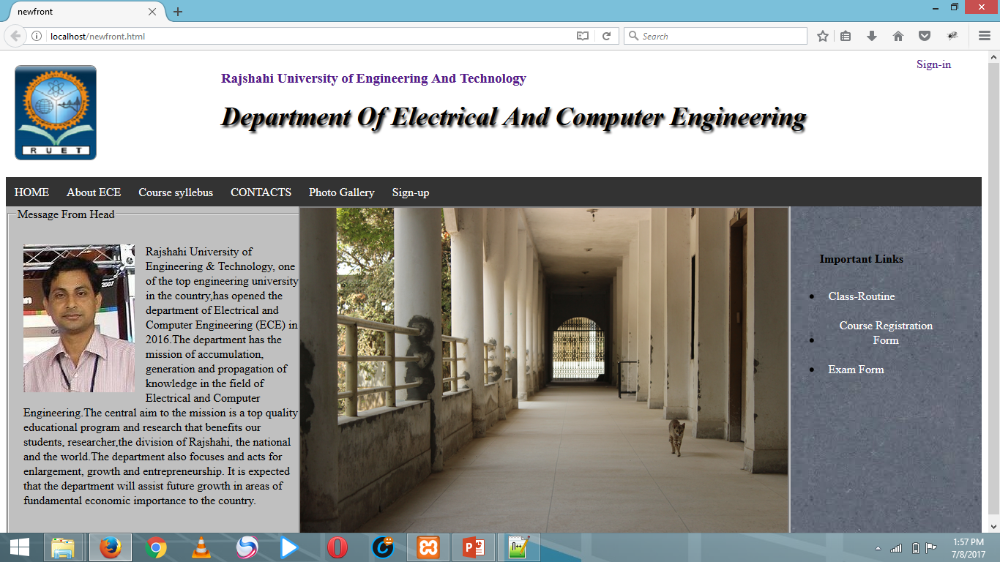 newfront
localhost/newfront.html
Search
Sign-in
Rajshahi University of Engineering And Technology
Department Of Electrical And Computer Engineering
RUET
HOME About ECE Course syllebus CONTACTS Photo Gallery Sign-up
Message From Head
2007
Rajshahi University of
Engineering & Technology, one
of the top engineering university
in the country,has opened the
department of Electrical and
Computer Engineering (ECE) in
2016.The department has the
mission of accumulation,
generation and propagation of
knowledge in the field of
Electrical and Computer
Engineering.The central aim to the mission is a top quality
educational program and research that benefits our
students, researcher,the division of Rajshahi, the national
and the world.The department also focuses and acts for
enlargement, growth and entrepreneurship. It is expected
that the department will assist future growth in areas of
fundamental economic importance to the country.
Important Links
Class-Routine
Course Registration
Form
Exam Form
1:57 PM
7/8/2017